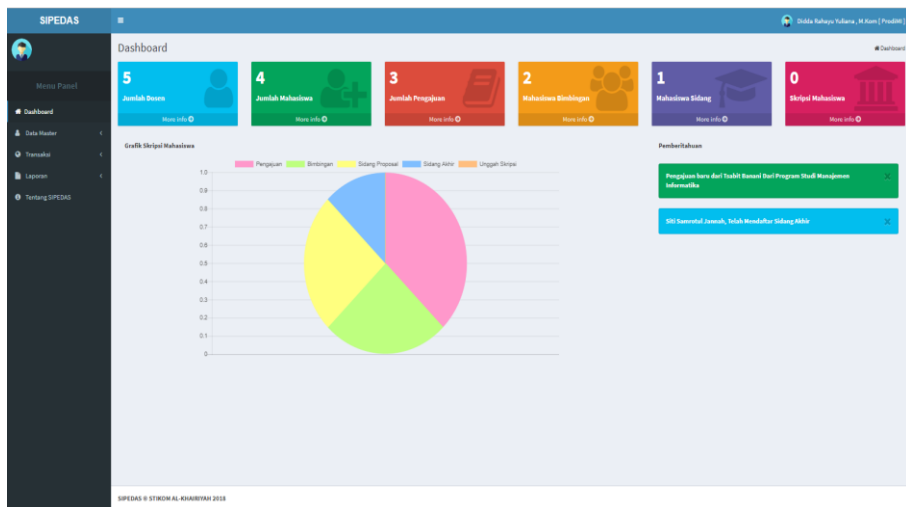 SIPEDAS
Didda Rahayu Yuliana , M.Kom [ ProdiMI ]
Menu Panel
Dashboard
Data Master
Transaksi
Laporan
Tentang SIPEDAS
Dashboard
Dashboard
5
Jumlah Dosen
More info
4
Jumlah Mahasiswa
More info
3
Jumlah Pengajuan
More info
2
Mahasiswa Bimbingan
More info
1
Mahasiswa Sidang
More info
0
Skripsi Mahasiswa
More info
Grafik Skripsi Mahasiswa
Pengajuan Bimbingan Sidang Proposal Sidang Akhir Unggah Skripsi
1.0
0.9
0.8
0.7
0.6
0.5
0.4
0.3
0.2
0.1
0
Pemberitahuan
Pengajuan baru dari Tsabit Banani Dari Program Studi Manajemen
Informatika
Siti Samrotul Jannah, Telah Mendaftar Sidang Akhir
SIPEDAS © STIKOM AL-KHAIRIYAH 2018